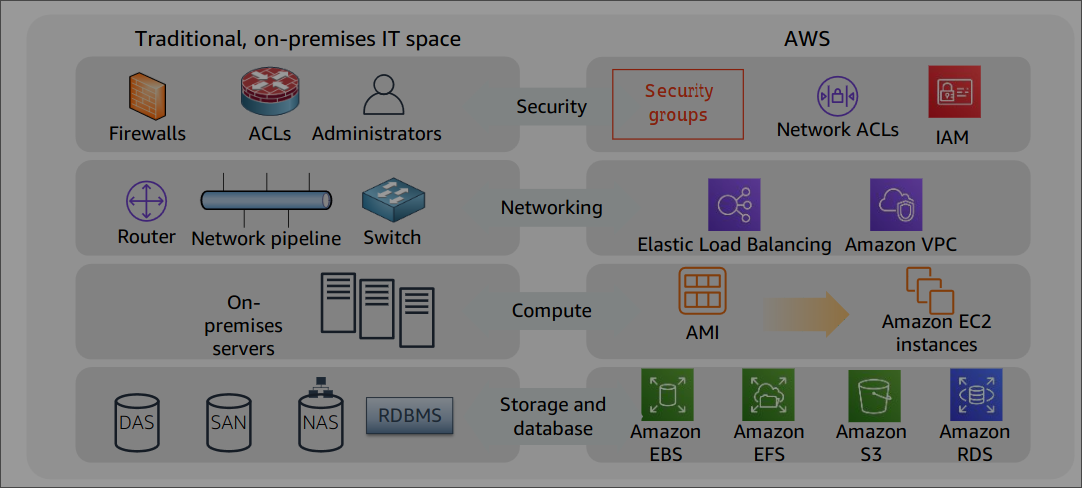 Traditional, on-premises IT space
AWS
Firewalls
ACLs
Administrators
Security
Security
groups
Network ACLs
IAM
Router
Network pipeline
Switch
Networking
Elastic Load Balancing
Amazon VPC
On-
premises
servers
Compute
AMI
Amazon EC2
instances
DAS
SAN
NAS
RDBMS
Storage and
database
EBS
Amazon
EBS
Amazon
EFS
Amazon
S3
Amazon
RDS